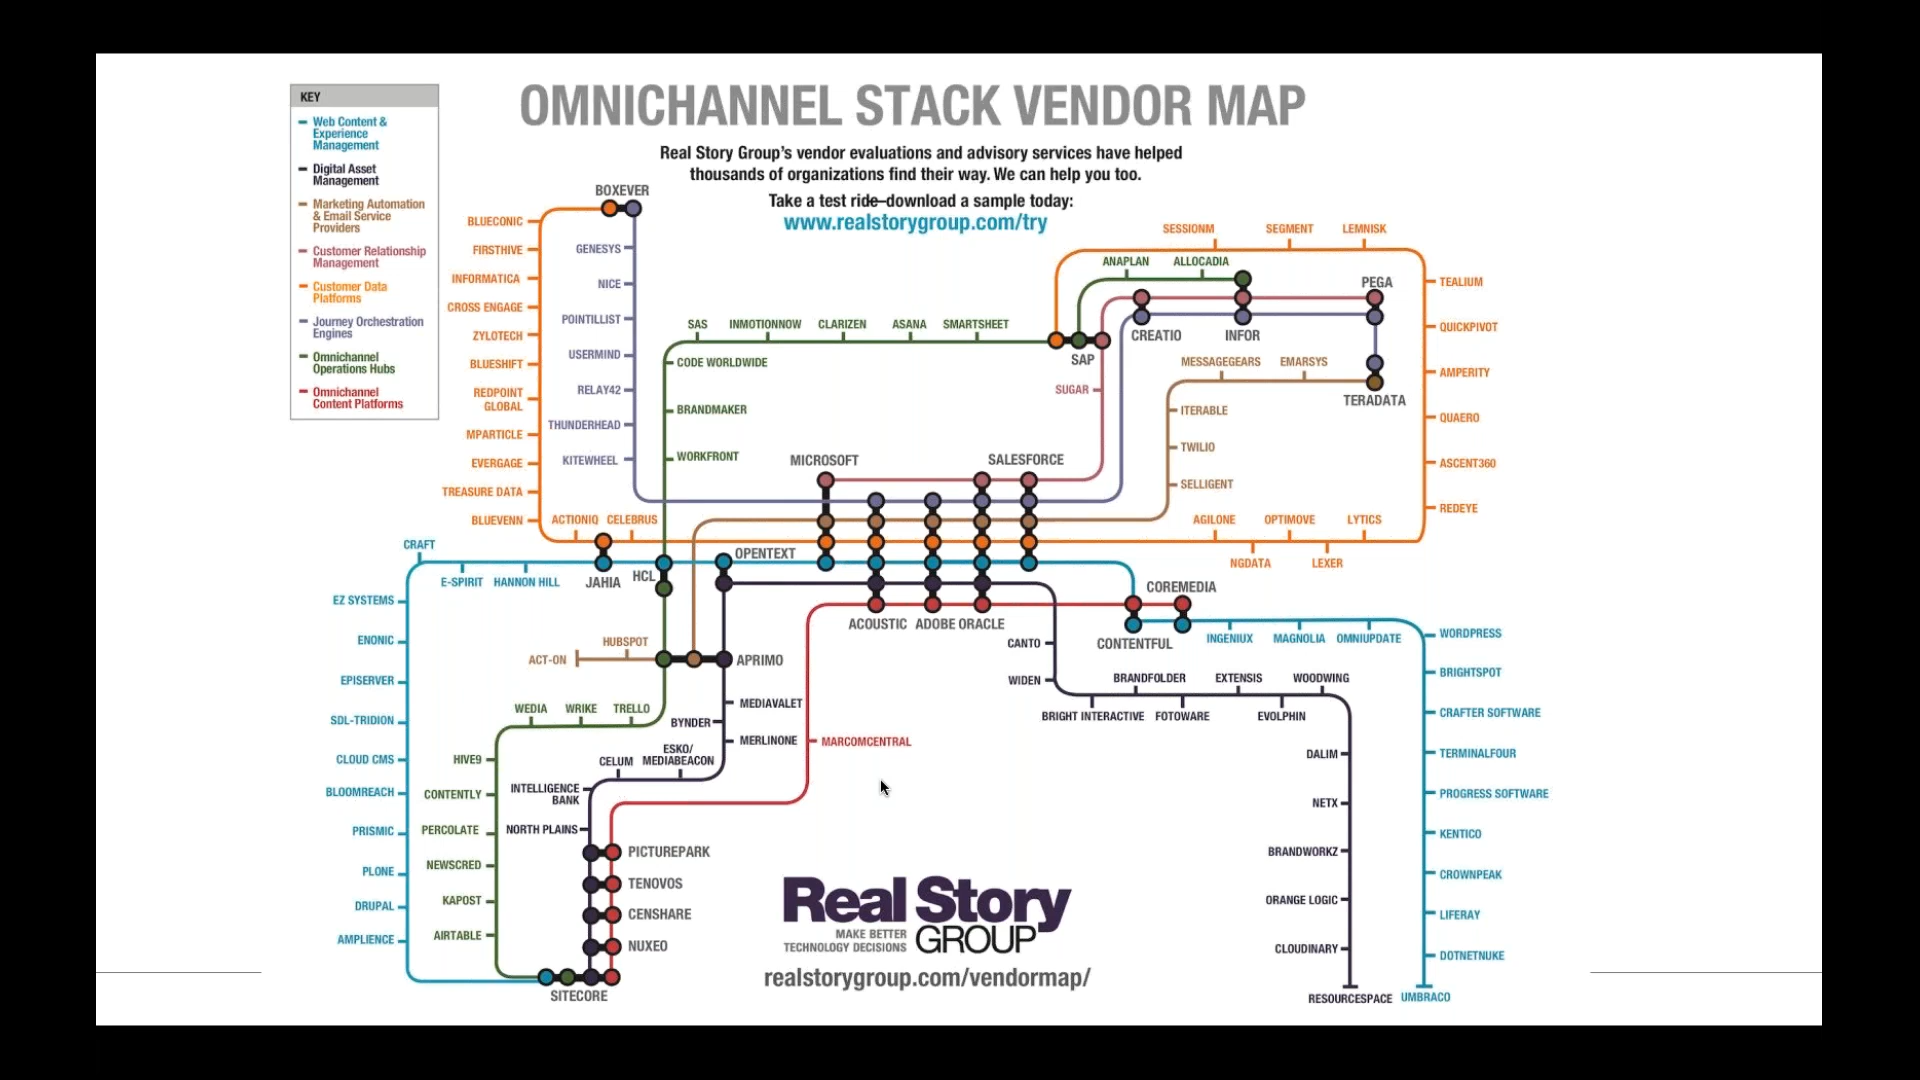 OMNICHANNEL STACK VENDOR MAP
Real Story Group's vendor evaluations and advisory services have helped
thousands of organizations find their way. We can help you too.
Take a test ride–download a sample today:
www.realstorygroup.com/try
KEY
Web Content &
Experience
Management
Digital Asset
Management
Marketing Automation
& Email Service
Providers
Customer Relationship
Management
Customer Data
Platforms
Journey Orchestration
Engines
Omnichannel
Operations Hubs
Omnichannel
Content Platforms
BOXEVER
BLUECONIC
FIRSTHIVE
INFORMATICA
CROSS ENGAGE
ZYLOTECH
BLUESHIFT
REDPOINT
GLOBAL
MPARTICLE
EVERGAGE
TREASURE DATA
BLUEVENN
ACTIONIQ
CELEBRUS
GENESYS
NICE
POINTILLIST
USERMIND
RELAY42
THUNDERHEAD
KITEWHEEL
SAS
INMOTIONNOW
CLARIZEN
ASANA
SMARTSHEET
CODE WORLDWIDE
BRANDMAKER
WORKFRONT
SESSIONM
SEGMENT
LEMNISK
ANAPLAN
ALLOCADIA
PEGA
CREATIO
INFOR
SAP
SUGAR
MESSAGEGEARS
EMARSYS
TERADATA
ITERABLE
TWILIO
SELLIGENT
TEALIUM
QUICKPIVOT
AMPERITY
QUAERO
ASCENT360
REDEYE
AGILONE
OPTIMOVE
LYTICS
NGDATA
LEXER
MICROSOFT
SALESFORCE
CRAFT
E-SPIRIT
HANNON HILL
JAHIA
HCL
OPENTEXT
ACOUSTIC
ADOBE
ORACLE
COREMEDIA
CONTENTFUL
INGENIUX
MAGNOLIA
OMNIUPDATE
EZ SYSTEMS
ENONIC
EPISERVER
SDL-TRIDION
CLOUD CMS
BLOOMREACH
PRISMIC
PLONE
DRUPAL
AMPLIENCE
HUBSPOT
ACT-ON
APRIMO
WEDIA
WRIKE
TRELLO
HIVE9
CONTENTLY
PERCOLATE
NEWSCRED
KAPOST
AIRTABLE
MEDIAVALET
BYNDER
MERLINONE
ESKO/
MEDIABEACON
CELUM
INTELLIGENCE
BANK
NORTH PLAINS
PICTUREPARK
TENOVOS
CENSHARE
NUXEO
SITECORE
MARCOMCENTRAL
CANTO
WIDEN
BRANDFOLDER
EXTENSIS
WOODWING
BRIGHT INTERACTIVE
FOTOWARE
EVOLPHIN
DALIM
NETX
BRANDWORKZ
ORANGE LOGIC
CLOUDINARY
RESOURCESPACE
WORDPRESS
BRIGHTSPOT
CRAFTER SOFTWARE
TERMINALFOUR
PROGRESS SOFTWARE
KENTICO
CROWNPEAK
LIFERAY
DOTNETNUKE
UMBRACO
Real Story
GROUP
MAKE BETTER
TECHNOLOGY DECISIONS
realstorygroup.com/vendormap/